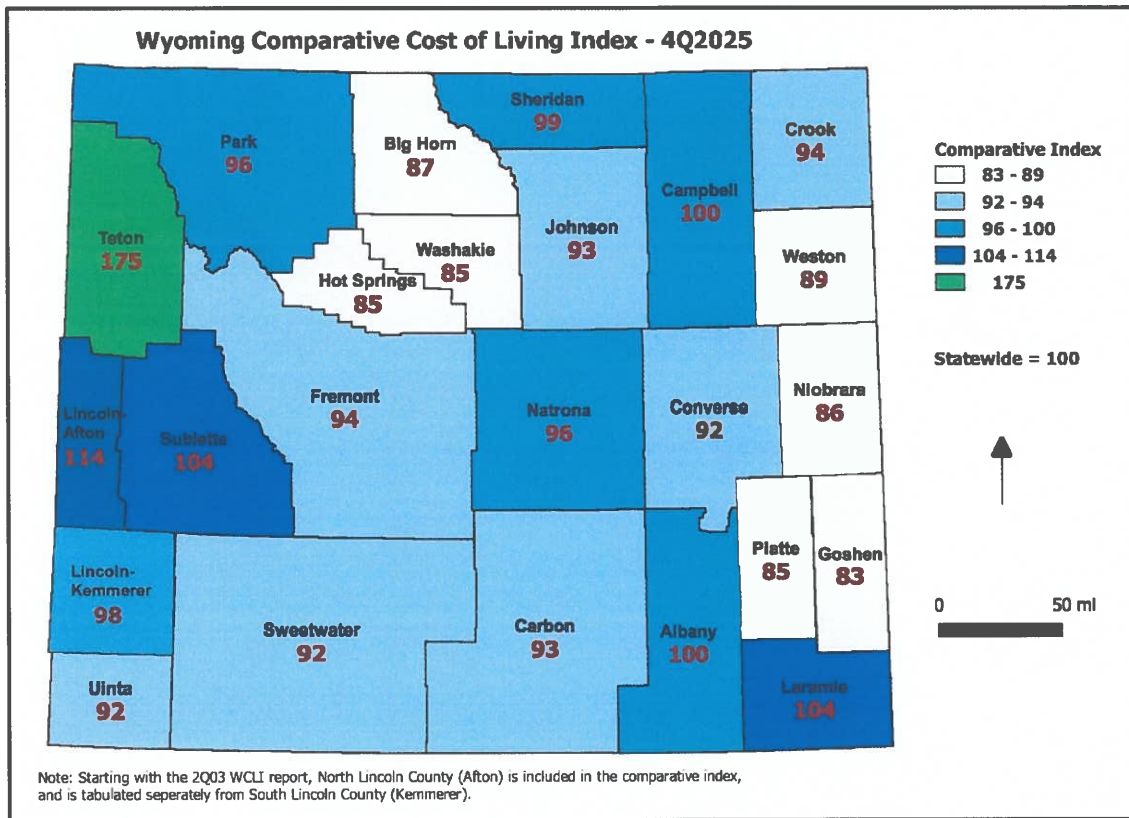 Wyoming Comparative Cost of Living Index - 4Q2025
Park
96
Big Horn
87
Sheridan
99
Campbell
100
Crook
94
Teton
175
Hot Springs
85
Washakie
85
Johnson
93
Weston
89
Lincoln-
Afton
114
Sublette
104
Fremont
94
Natrona
96
Converse
92
Niobrara
86
Lincoln-
Kemmerer
98
Uinta
92
Sweetwater
92
Carbon
93
Albany
100
Platte
85
Goshen
83
Laramie
104
Comparative Index
83 - 89
92 - 94
96 - 100
104 - 114
175
Statewide = 100
0 50 mi
Note: Starting with the 2Q03 WCLI report, North Lincoln County (Afton) is included in the comparative index,
and is tabulated seperately from South Lincoln County (Kemmerer).